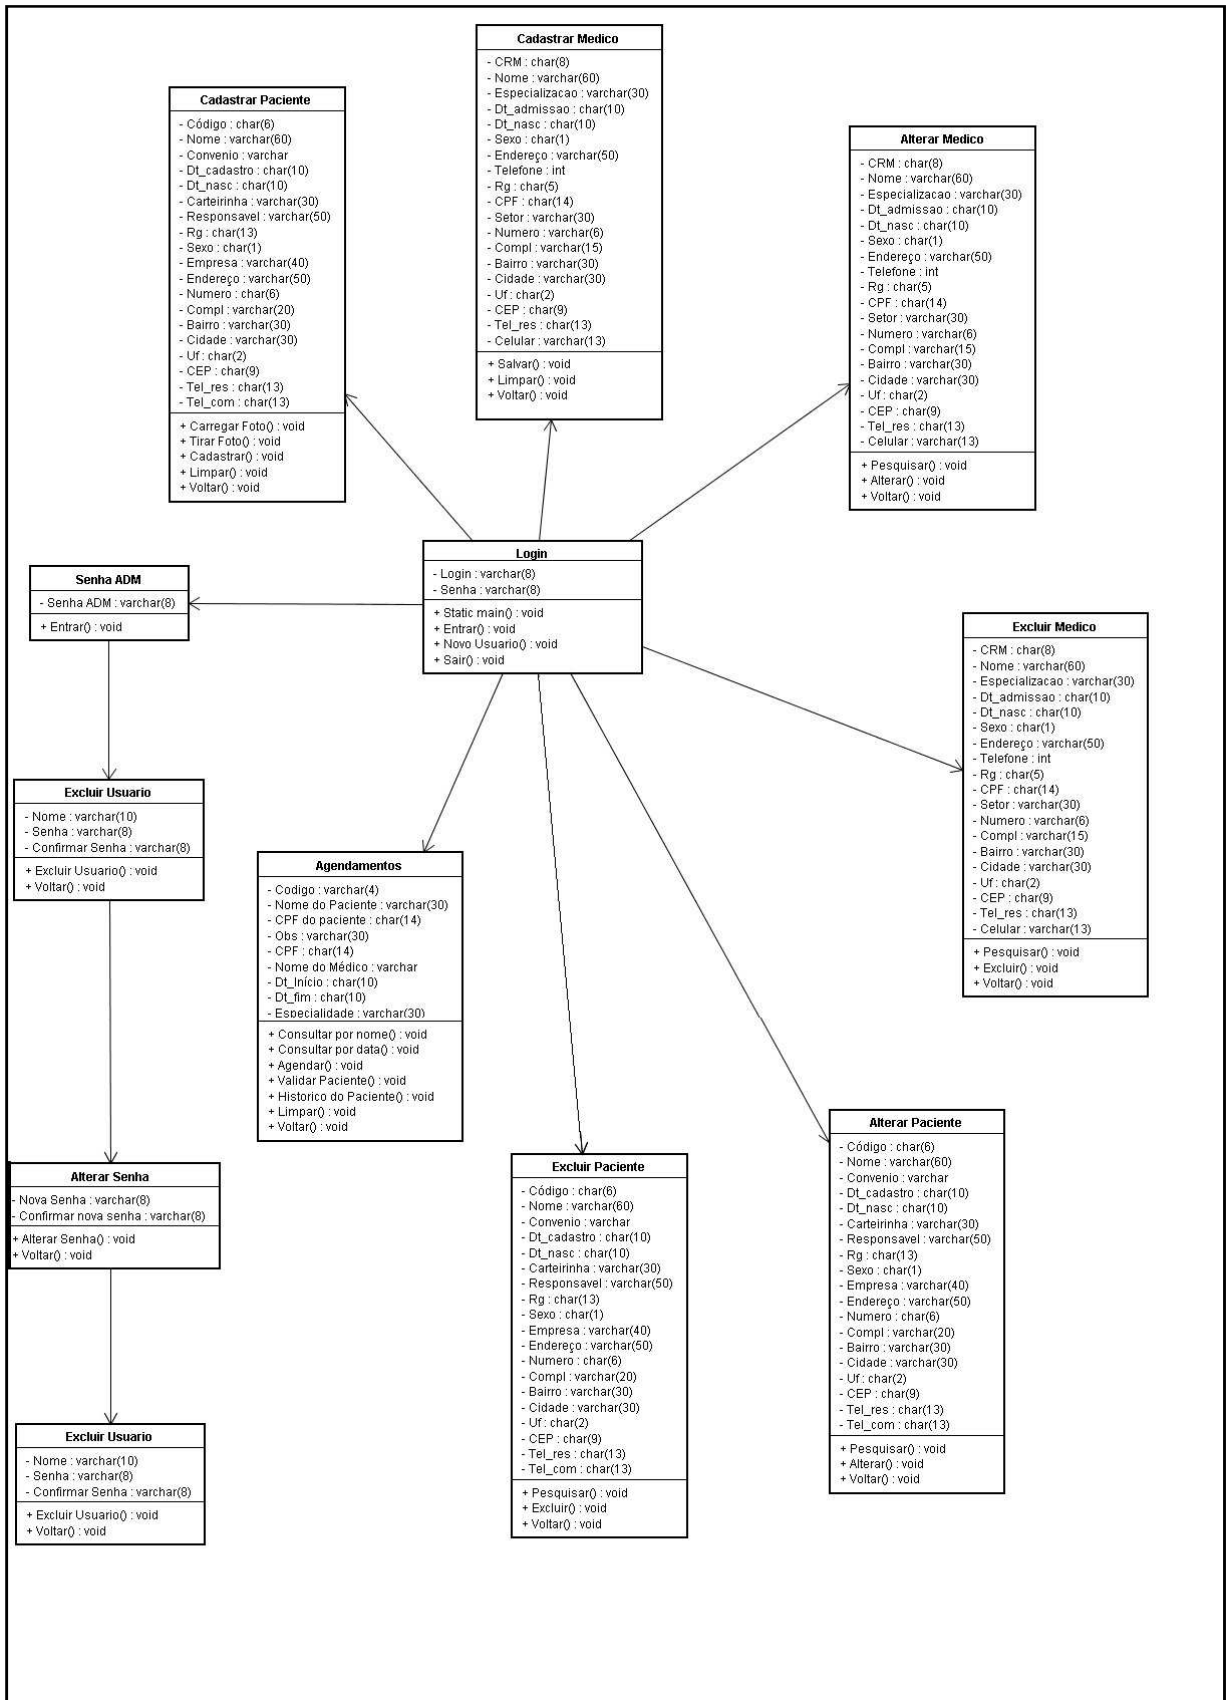 Cadastrar Medico
- CRM : char(8)
- Nome : varchar(60)
- Especializacao : varchar(30)
- Dt_admissao : char(10)
- Dt_nasc : char(10)
- Sexo : char(1)
- Endereço : varchar(50)
- Telefone : int
- Rg : char(5)
- CPF : char(14)
- Setor : varchar(30)
- Numero : varchar(6)
- Compl : varchar(15)
- Bairro : varchar(30)
- Cidade : varchar(30)
- Uf : char(2)
- CEP : char(9)
- Tel_res : char(13)
- Celular : varchar(13)
+ Salvar() : void
+ Limpar() : void
+ Voltar() : void
Cadastrar Paciente
- Código : char(6)
- Nome : varchar(60)
- Convenio : varchar
- Dt_cadastro : char(10)
- Dt_nasc : char(10)
- Carteirinha : varchar(30)
- Responsavel : varchar(50)
- Rg : char(13)
- Sexo : char(1)
- Empresa : varchar(40)
- Endereço : varchar(50)
- Numero : char(6)
- Compl : varchar(20)
- Bairro : varchar(30)
- Cidade : varchar(30)
- Uf : char(2)
- CEP : char(9)
- Tel_res : char(13)
- Tel_com : char(13)
+ Carregar Foto() : void
+ Tirar Foto() : void
+ Cadastrar() : void
+ Limpar() : void
+ Voltar() : void
Alterar Medico
- CRM : char(8)
- Nome : varchar(60)
- Especializacao : varchar(30)
- Dt_admissao : char(10)
- Dt_nasc : char(10)
- Sexo : char(1)
- Endereço : varchar(50)
- Telefone : int
- Rg : char(5)
- CPF : char(14)
- Setor : varchar(30)
- Numero : varchar(6)
- Compl : varchar(15)
- Bairro : varchar(30)
- Cidade : varchar(30)
- Uf : char(2)
- CEP : char(9)
- Tel_res : char(13)
- Celular : varchar(13)
+ Pesquisar() : void
+ Alterar() : void
+ Voltar() : void
Login
- Login : varchar(8)
- Senha : varchar(8)
+ Static main() : void
+ Entrar() : void
+ Novo Usuario() : void
+ Sair() : void
Senha ADM
- Senha ADM : varchar(8)
+ Entrar() : void
Excluir Medico
- CRM : char(8)
- Nome : varchar(60)
- Especializacao : varchar(30)
- Dt_admissao : char(10)
- Dt_nasc : char(10)
- Sexo : char(1)
- Endereço : varchar(50)
- Telefone : int
- Rg : char(5)
- CPF : char(14)
- Setor : varchar(30)
- Numero : varchar(6)
- Compl : varchar(15)
- Bairro : varchar(30)
- Cidade : varchar(30)
- Uf : char(2)
- CEP : char(9)
- Tel_res : char(13)
- Celular : varchar(13)
+ Pesquisar() : void
+ Excluir() : void
+ Voltar() : void
Excluir Usuario
- Nome : varchar(10)
- Senha : varchar(8)
- Confirmar Senha : varchar(8)
+ Excluir Usuario() : void
+ Voltar() : void
Agendamentos
- Codigo : varchar(4)
- Nome do Paciente : varchar(30)
- CPF do paciente : char(14)
- Obs : varchar(30)
- CPF : char(14)
- Nome do Médico : varchar
- Dt_Início : char(10)
- Dt_fim : char(10)
- Especialidade : varchar(30)
+ Consultar por nome() : void
+ Consultar por data() : void
+ Agendar() : void
+ Validar Paciente() : void
+ Historico do Paciente() : void
+ Limpar() : void
+ Voltar() : void
Alterar Paciente
- Código : char(6)
- Nome : varchar(60)
- Convenio : varchar
- Dt_cadastro : char(10)
- Dt_nasc : char(10)
- Carteirinha : varchar(30)
- Responsavel : varchar(50)
- Rg : char(13)
- Sexo : char(1)
- Empresa : varchar(40)
- Endereço : varchar(50)
- Numero : char(6)
- Compl : varchar(20)
- Bairro : varchar(30)
- Cidade : varchar(30)
- Uf : char(2)
- CEP : char(9)
- Tel_res : char(13)
- Tel_com : char(13)
+ Pesquisar() : void
+ Alterar() : void
+ Voltar() : void
Excluir Paciente
- Código : char(6)
- Nome : varchar(60)
- Convenio : varchar
- Dt_cadastro : char(10)
- Dt_nasc : char(10)
- Carteirinha : varchar(30)
- Responsavel : varchar(50)
- Rg : char(13)
- Sexo : char(1)
- Empresa : varchar(40)
- Endereço : varchar(50)
- Numero : char(6)
- Compl : varchar(20)
- Bairro : varchar(30)
- Cidade : varchar(30)
- Uf : char(2)
- CEP : char(9)
- Tel_res : char(13)
- Tel_com : char(13)
+ Pesquisar() : void
+ Excluir() : void
+ Voltar() : void
Alterar Senha
- Nova Senha : varchar(8)
- Confirmar nova senha : varchar(8)
+ Alterar Senha() : void
+ Voltar() : void
Excluir Usuario
- Nome : varchar(10)
- Senha : varchar(8)
- Confirmar Senha : varchar(8)
+ Excluir Usuario() : void
+ Voltar() : void